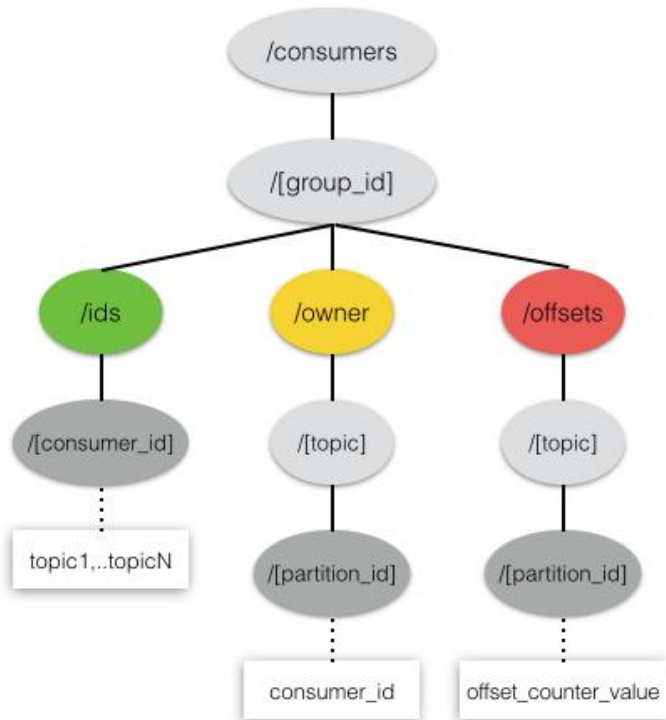 /consumers
/[group_id]
/ids
/owner
/offsets
/[consumer_id]
/[topic]
/[topic]
topic1,..topicN
/[partition_id]
/[partition_id]
consumer_id
offset_counter_value